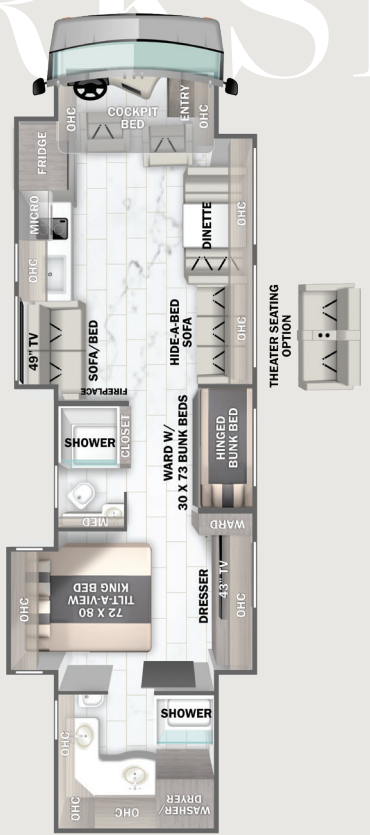 RKSI
OHC
COCKPIT
BED
ENTRY
OHC
FRIDGE
MICRO
OHC
DINETTE
OHC
49" TV
SOFA/BED
HIDE-A-BED
SOFA
OHC
THEATER SEATING
OPTION
FIREPLACE
SHOWER
CLOSET
WARD W/
30 X 73 BUNK BEDS
HINGED
BUNK BED
MED
WARD
OHC
72 X 80
TILT-A-VIEW
KING BED
DRESSER
43" TV
OHC
OHC
SHOWER
OHC
OHC
WASHER/
DRYER